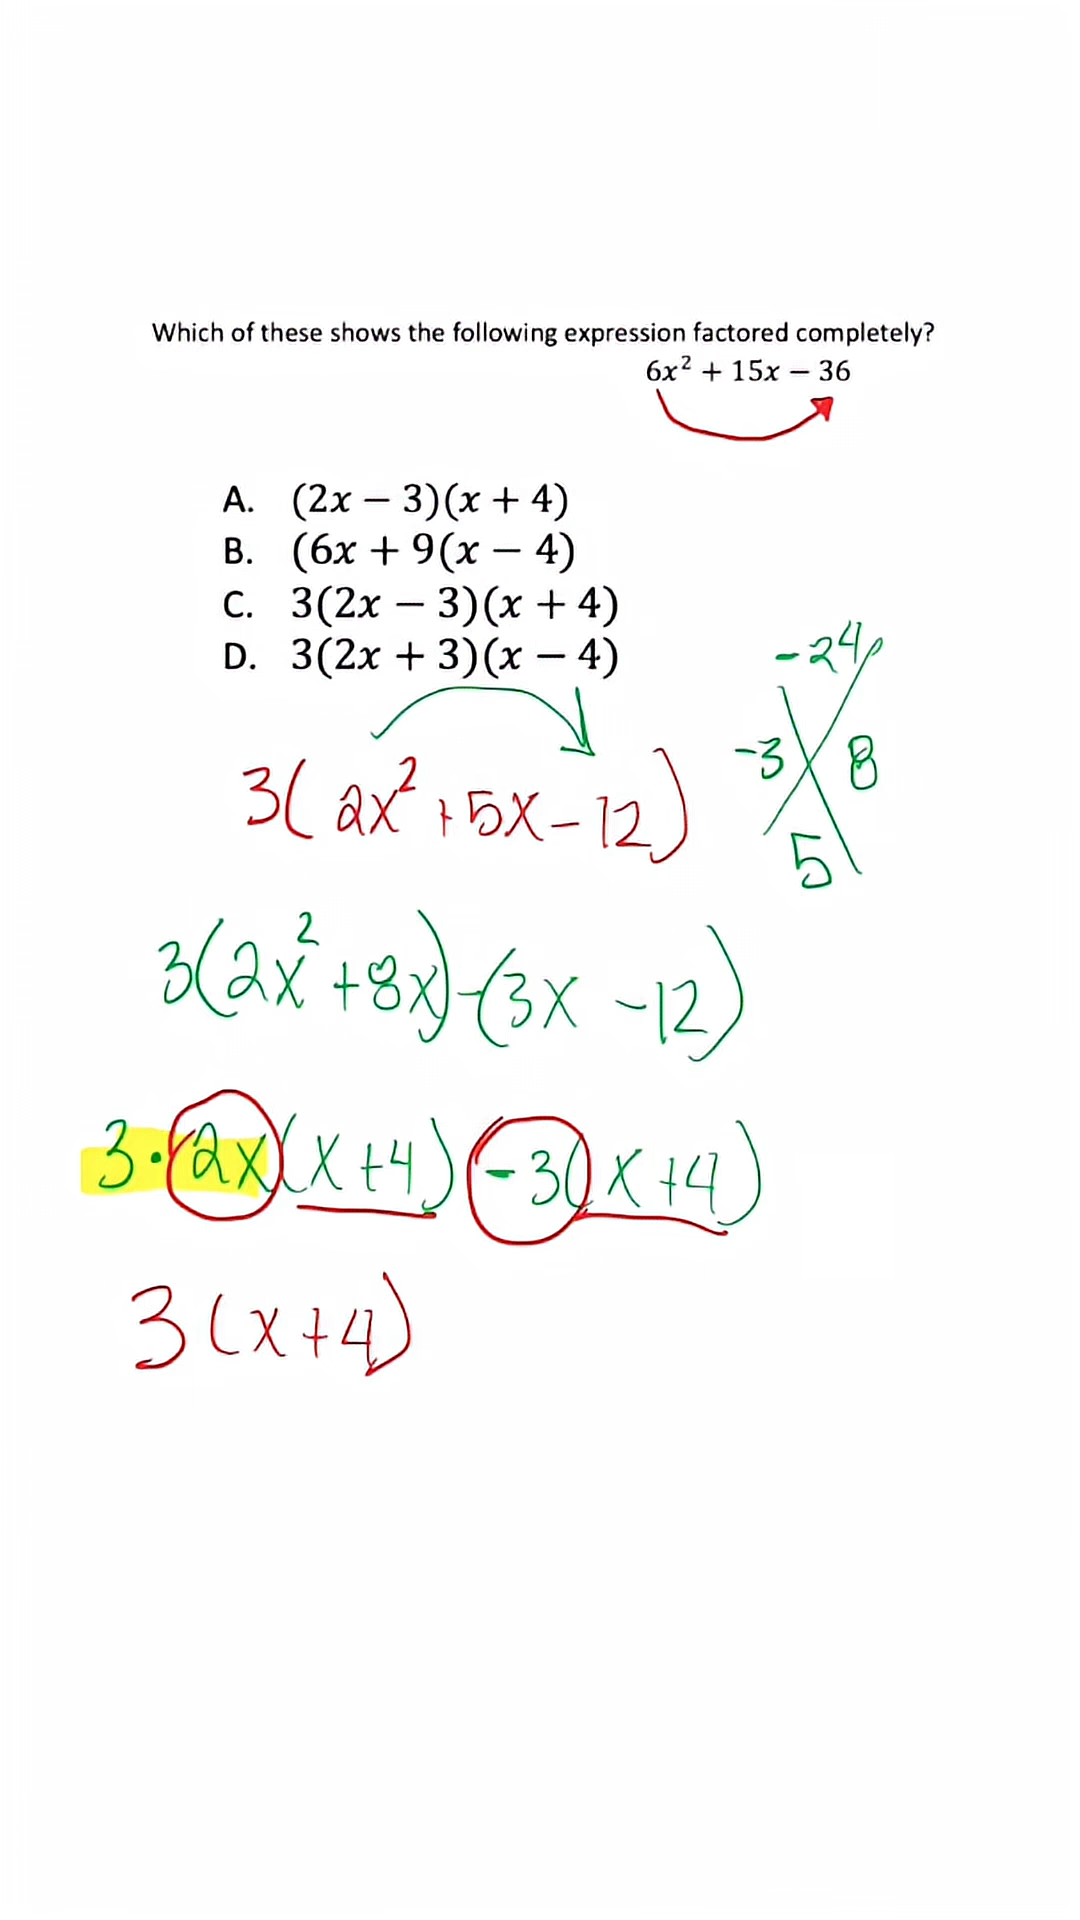 Which of these shows the following expression factored completely?
6x² + 15x − 36
A. (2x − 3)(x + 4)
B. (6x + 9(x − 4)
C. 3(2x − 3)(x + 4)
D. 3(2x + 3)(x − 4)
-24
-3 8
5
3(2x²+5x-12)
3(2x²+8x)-(3x -12)
3·2x(x+4) -3(x+4)
3(x+4)